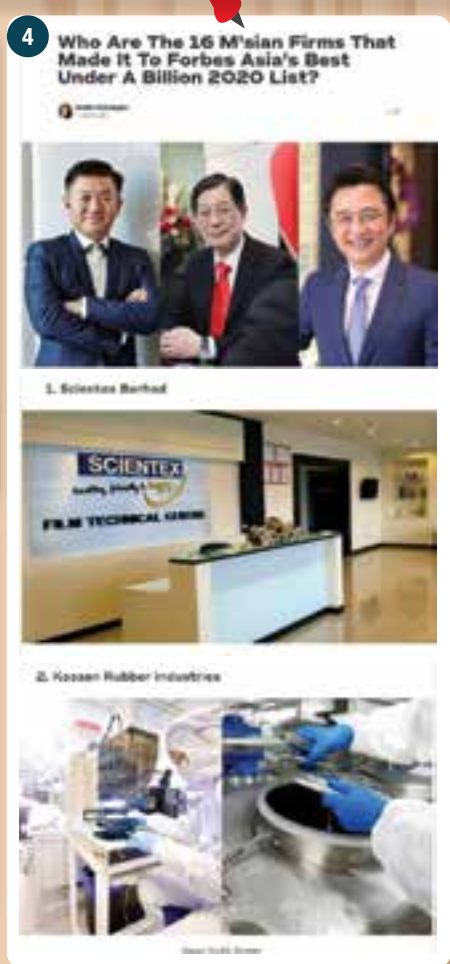 4
Who Are The 16 M'sian Firms That
Made It To Forbes Asia's Best
Under A Billion 2020 List?
1. Scientex Berhad
SCIENTEX
FILM TECHNICAL CENTRE
2. Kossan Rubber Industries